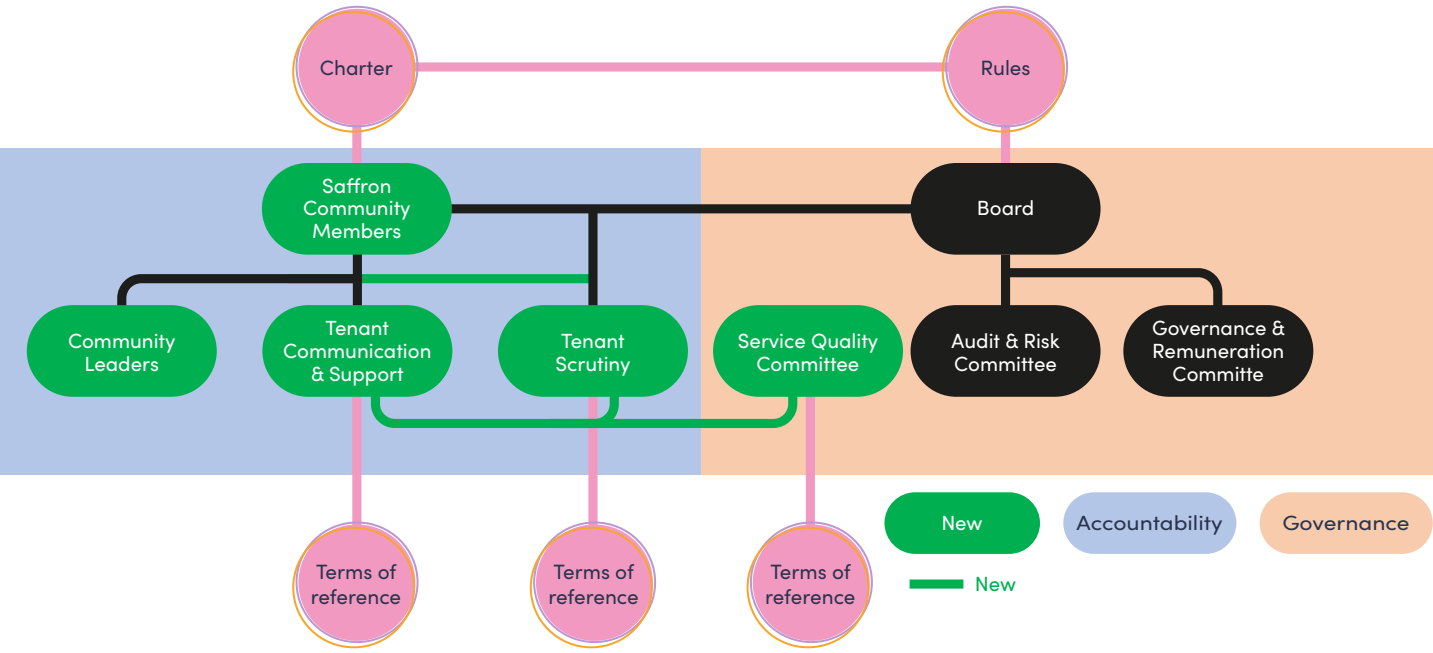 Charter
Rules
Saffron
Community
Members
Board
Community
Leaders
Tenant
Communication
& Support
Tenant
Scrutiny
Service Quality
Committee
Audit & Risk
Committee
Governance &
Remuneration
Committe
Terms of
reference
Terms of
reference
Terms of
reference
New
Accountability
Governance
New